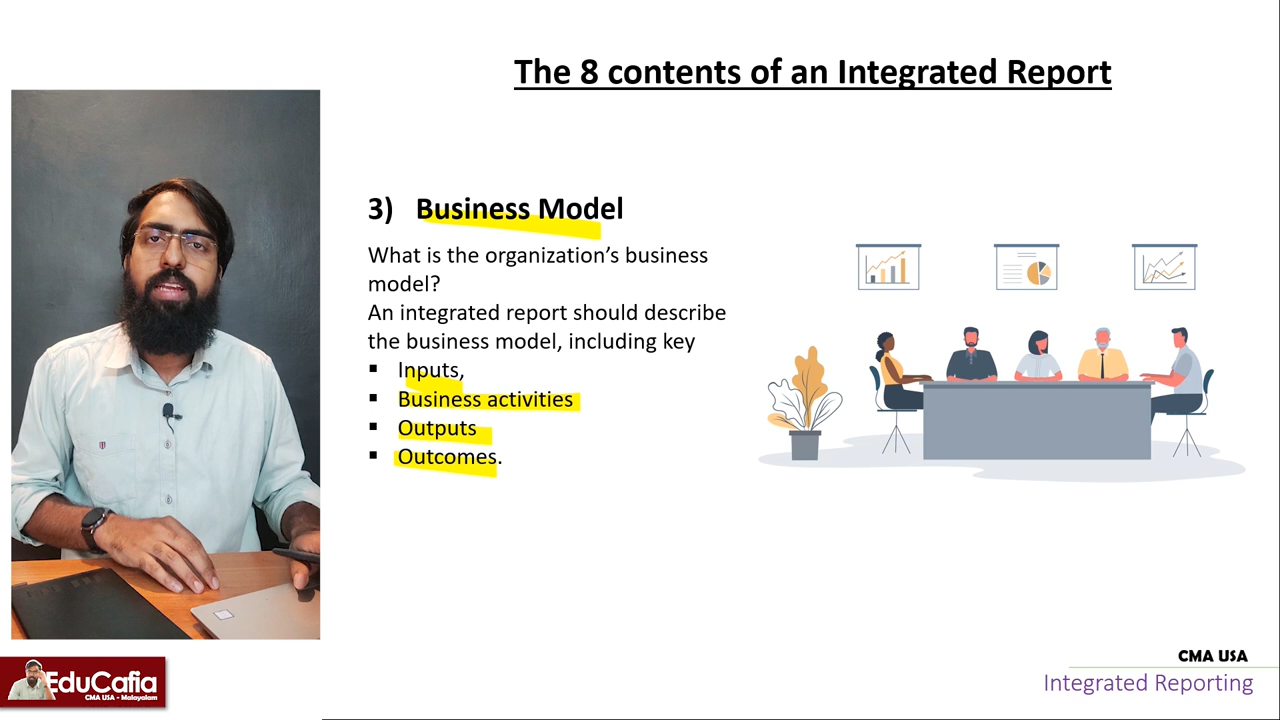 The 8 contents of an Integrated Report
3) Business Model
What is the organization’s business
model?
An integrated report should describe
the business model, including key
▪ Inputs,
▪ Business activities
▪ Outputs
▪ Outcomes.
EduCafia
CMA USA - Malayalam
CMA USA
Integrated Reporting